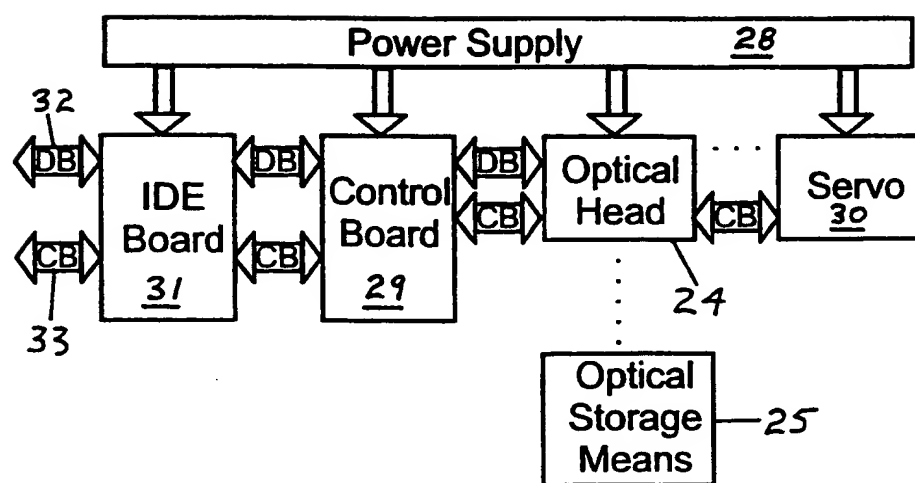 Power Supply 28
32
DB
DB
DB
CB
CB
CB
CB
IDE
Board
31
Control
Board
29
Optical
Head
Servo
30
33
24
Optical
Storage
Means
25